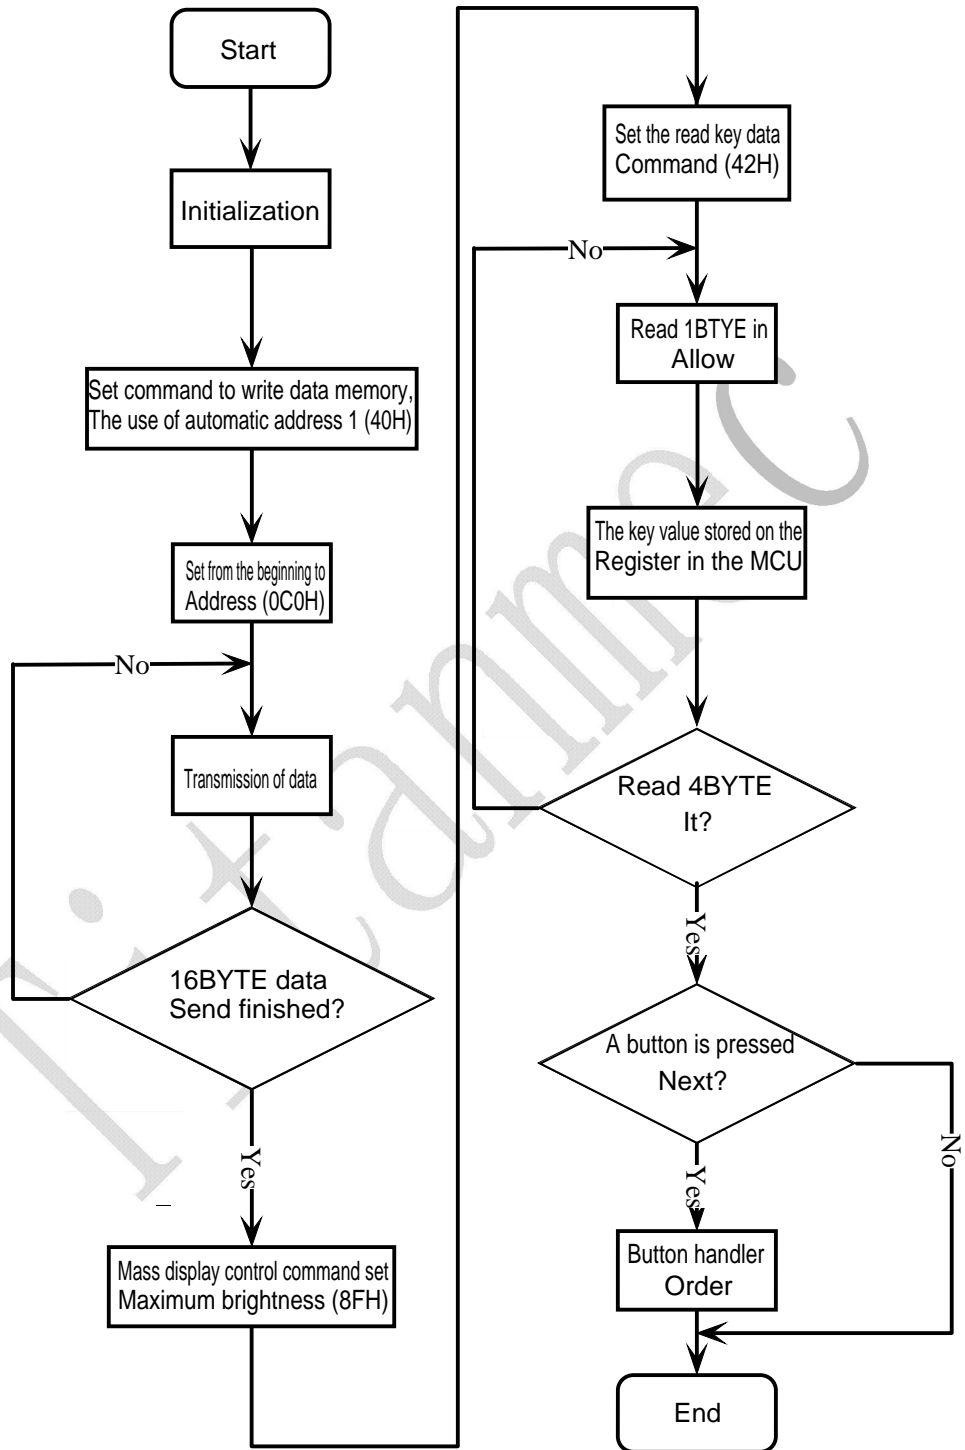 Start
Initialization
Set command to write data memory,
The use of automatic address 1 (40H)
Set from the beginning to
Address (0C0H)
No
Transmission of data
16BYTE data
Send finished?
Yes
Mass display control command set
Maximum brightness (8FH)
Set the read key data
Command (42H)
No
Read 1BTYE in
Allow
The key value stored on the
Register in the MCU
Read 4BYTE
It?
Yes
A button is pressed
Next?
No
Yes
Button handler
Order
End
Titanmec